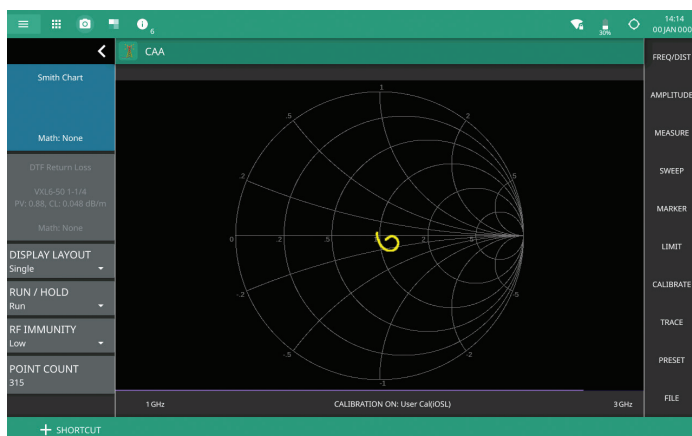 6
30%
14:14
00 JAN 000
CAA
Smith Chart
Math: None
DTF Return Loss
VXL6-50 1-1/4
PV: 0.88, CL: 0.048 dB/m
Math: None
DISPLAY LAYOUT
Single
RUN / HOLD
Run
RF IMMUNITY
Low
POINT COUNT
315
1
.5
2
.2
5
0
.2
.5
2
5
-.2
-5
-.5
-2
-1
1 GHz
CALIBRATION ON: User Cal(iOSL)
3 GHz
FREQ/DIST
AMPLITUDE
MEASURE
SWEEP
MARKER
LIMIT
CALIBRATE
TRACE
PRESET
FILE
+ SHORTCUT